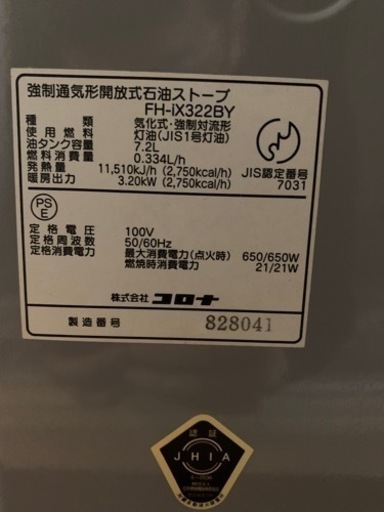 強制通気形開放式石油ストーブ
FH-iX322BY
種類 気化式・強制対流形
使用燃料 灯油(JIS1号灯油)
油タンク容量 7.2L
燃料消費量 0.334L/h
発熱量 11,510kJ/h (2,750kcal/h)
暖房出力 3.20kW (2,750kcal/h)
JIS認定番号
7031
PS
E
定格電圧 100V
定格周波数 50/60Hz
定格消費電力 最大消費電力(点火時) 650/650W
燃焼時消費電力 21/21W
株式会社 コロナ
製造番号 828041
認証
JHIA